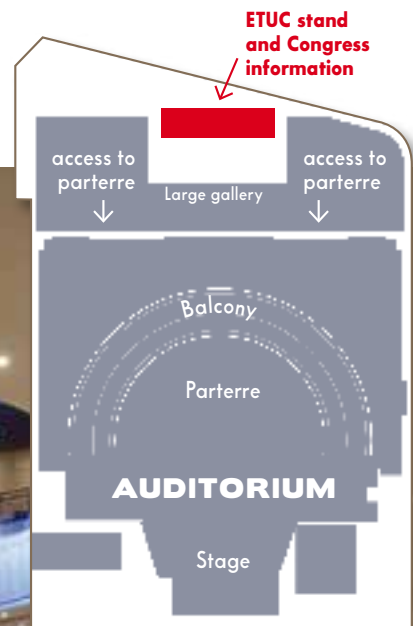 ETUC stand
and Congress
information
access to
parterre
access to
parterre
Large gallery
Balcony
Parterre
AUDITORIUM
Stage